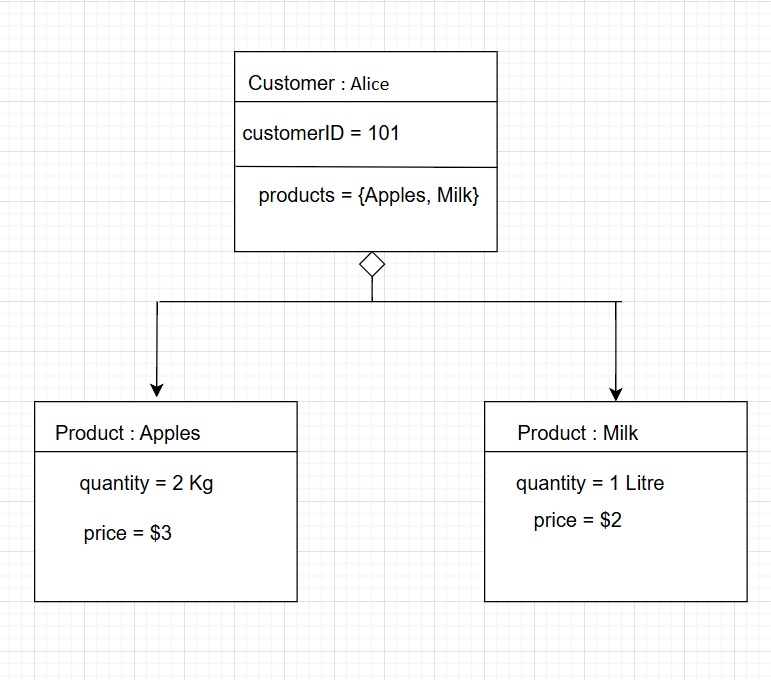 Customer : Alice
customerID = 101
products = {Apples, Milk}
Product : Apples
quantity = 2 Kg
price = $3
Product : Milk
quantity = 1 Litre
price = $2